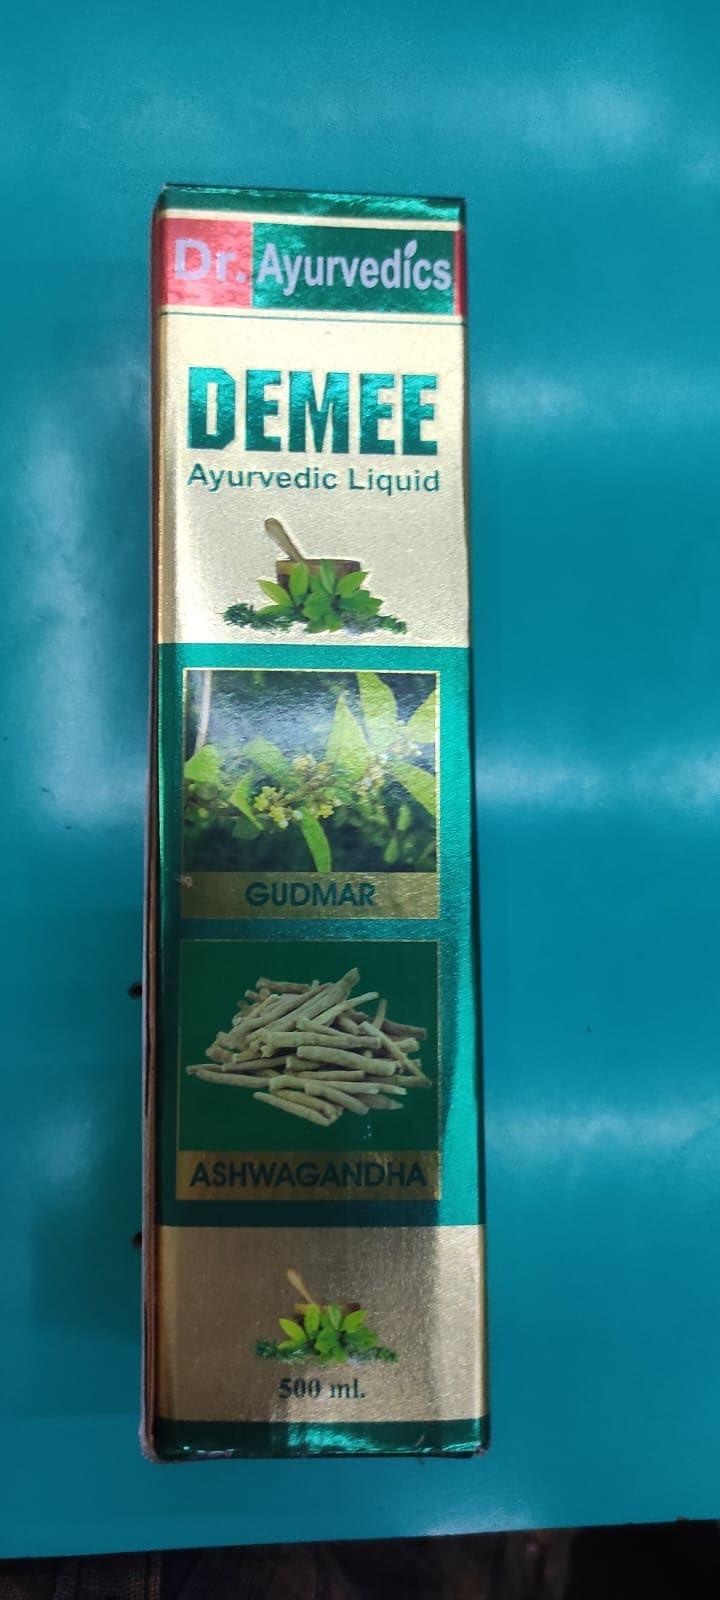 Dr. Ayurvedics
DEMEE
Ayurvedic Liquid
GUDMAR
ASHWAGANDHA
500 ml.